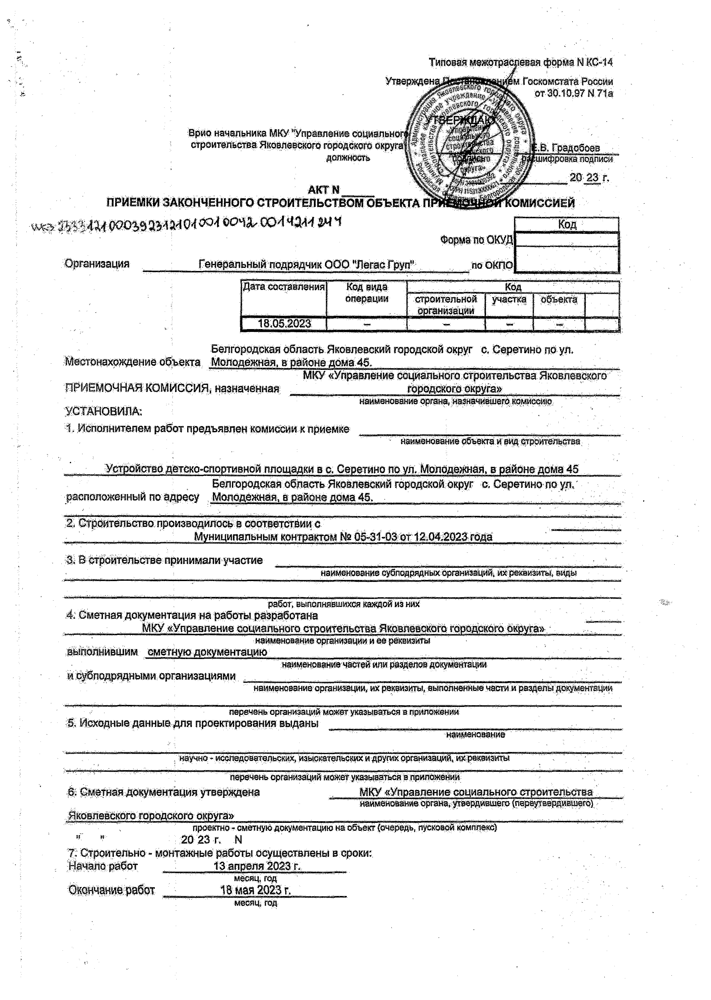 Типовая межотраслевая форма N КС-14
Утверждена Постановлением Госкомстата России
от 30.10.97 N 71а
УТВЕРЖДАЮ
Врио начальника МКУ "Управление социального
строительства Яковлевского городского округа"
Е.В. Градобоев
должность
подпись
расшифровка подписи
20 23 г.
АКТ N
ПРИЕМКИ ЗАКОНЧЕННОГО СТРОИТЕЛЬСТВОМ ОБЪЕКТА ПРИЕМОЧНОЙ КОМИССИЕЙ
ИКЗ 233312100039231210100100420014211244
Код
Форма по ОКУД
Организация Генеральный подрядчик ООО "Легас Груп" по ОКПО
Дата составления Код вида операции Код
строительной организации участка объекта
18.05.2023 – – – –
Белгородская область Яковлевский городской округ с. Серетино по ул.
Местонахождение объекта Молодежная, в районе дома 45.
МКУ «Управление социального строительства Яковлевского
ПРИЕМОЧНАЯ КОМИССИЯ, назначенная городского округа»
наименование органа, назначившего комиссию
УСТАНОВИЛА:
1. Исполнителем работ предъявлен комиссии к приемке
наименование объекта и вид строительства
Устройство детско-спортивной площадки в с. Серетино по ул. Молодежная, в районе дома 45
Белгородская область Яковлевский городской округ с. Серетино по ул.
расположенный по адресу Молодежная, в районе дома 45.
2. Строительство производилось в соответствии с
Муниципальным контрактом № 05-31-03 от 12.04.2023 года
3. В строительстве принимали участие
наименование субподрядных организаций, их реквизиты, виды
работ, выполнявшихся каждой из них
4. Сметная документация на работы разработана
МКУ «Управление социального строительства Яковлевского городского округа»
наименование организации и ее реквизиты
выполнившим сметную документацию
наименование частей или разделов документации
и субподрядными организациями
наименование организации, их реквизиты, выполненные части и разделы документации
перечень организаций может указываться в приложении
5. Исходные данные для проектирования выданы
наименование
научно - исследовательских, изыскательских и других организаций, их реквизиты
перечень организаций может указываться в приложении
6. Сметная документация утверждена МКУ «Управление социального строительства
наименование органа, утвердившего (переутвердившего)
Яковлевского городского округа»
проектно - сметную документацию на объект (очередь, пусковой комплекс)
" " 20 23 г. N
7. Строительно - монтажные работы осуществлены в сроки:
Начало работ 13 апреля 2023 г.
месяц, год
Окончание работ 18 мая 2023 г.
месяц, год